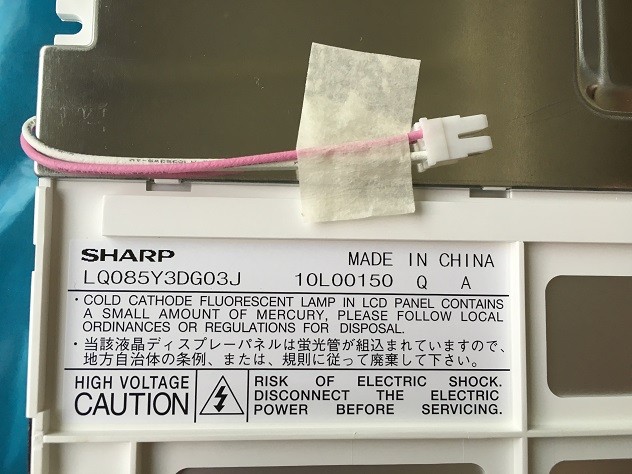 SHARP MADE IN CHINA
LQ085Y3DG03J 10L00150 Q A
・COLD CATHODE FLUORESCENT LAMP IN LCD PANEL CONTAINS
A SMALL AMOUNT OF MERCURY, PLEASE FOLLOW LOCAL
ORDINANCES OR REGULATIONS FOR DISPOSAL.
・当該液晶ディスプレイパネルは蛍光管が組込まれていますので、
地方自治体の条例、または、規則に従って廃棄して下さい。
HIGH VOLTAGE
CAUTION
RISK OF ELECTRIC SHOCK.
DISCONNECT THE ELECTRIC
POWER BEFORE SERVICING.